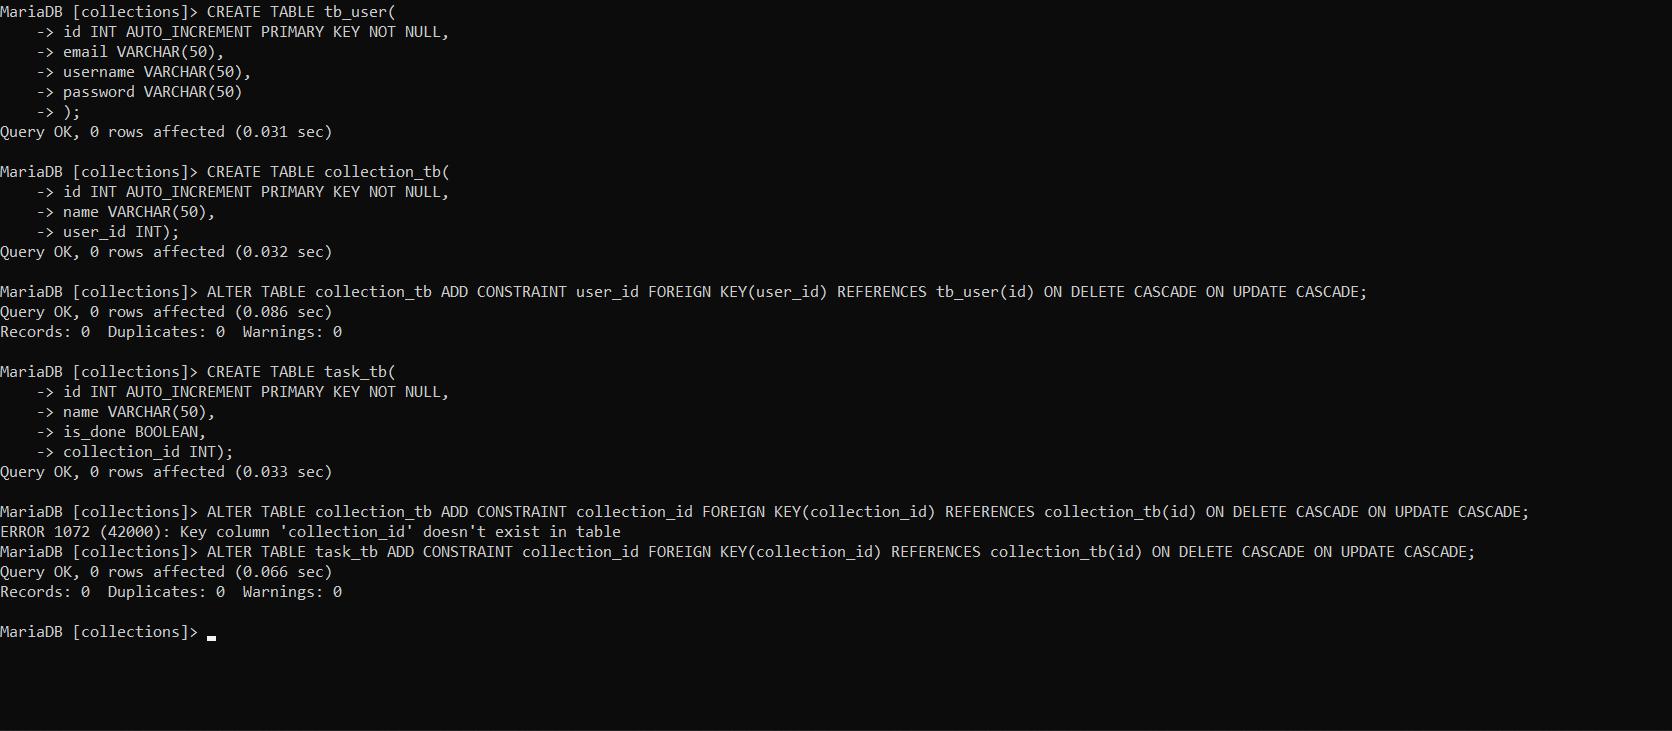 MariaDB [collections]> CREATE TABLE tb_user(
    -> id INT AUTO_INCREMENT PRIMARY KEY NOT NULL,
    -> email VARCHAR(50),
    -> username VARCHAR(50),
    -> password VARCHAR(50)
    -> );
Query OK, 0 rows affected (0.031 sec)

MariaDB [collections]> CREATE TABLE collection_tb(
    -> id INT AUTO_INCREMENT PRIMARY KEY NOT NULL,
    -> name VARCHAR(50),
    -> user_id INT);
Query OK, 0 rows affected (0.032 sec)

MariaDB [collections]> ALTER TABLE collection_tb ADD CONSTRAINT user_id FOREIGN KEY(user_id) REFERENCES tb_user(id) ON DELETE CASCADE ON UPDATE CASCADE;
Query OK, 0 rows affected (0.086 sec)
Records: 0  Duplicates: 0  Warnings: 0

MariaDB [collections]> CREATE TABLE task_tb(
    -> id INT AUTO_INCREMENT PRIMARY KEY NOT NULL,
    -> name VARCHAR(50),
    -> is_done BOOLEAN,
    -> collection_id INT);
Query OK, 0 rows affected (0.033 sec)

MariaDB [collections]> ALTER TABLE collection_tb ADD CONSTRAINT collection_id FOREIGN KEY(collection_id) REFERENCES collection_tb(id) ON DELETE CASCADE ON UPDATE CASCADE;
ERROR 1072 (42000): Key column 'collection_id' doesn't exist in table
MariaDB [collections]> ALTER TABLE task_tb ADD CONSTRAINT collection_id FOREIGN KEY(collection_id) REFERENCES collection_tb(id) ON DELETE CASCADE ON UPDATE CASCADE;
Query OK, 0 rows affected (0.066 sec)
Records: 0  Duplicates: 0  Warnings: 0

MariaDB [collections]> _